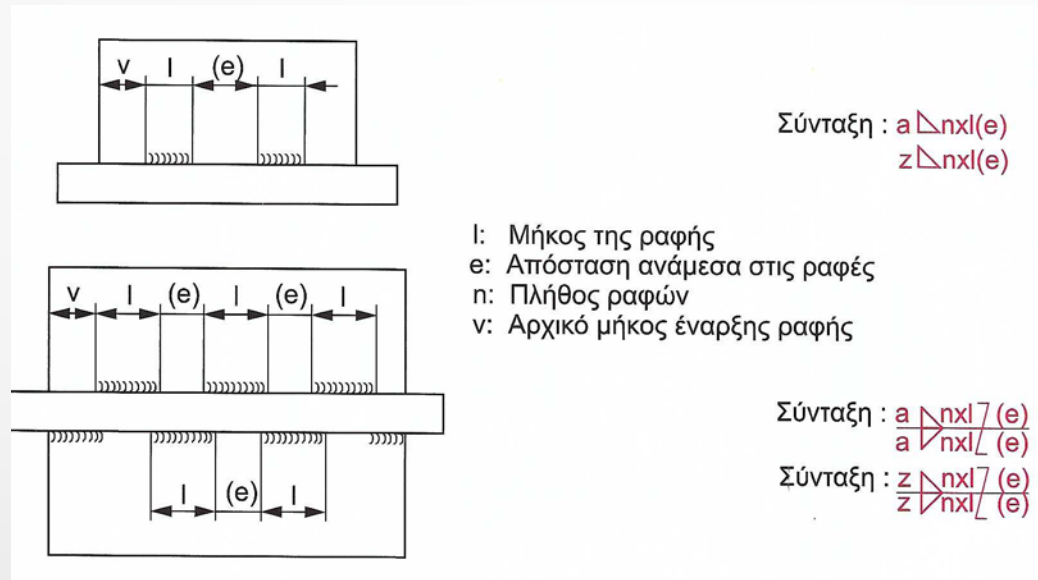 v l (e) l
Σύνταξη : a◺nxl(e)
z◺nxl(e)
l: Μήκος της ραφής
e: Απόσταση ανάμεσα στις ραφές
n: Πλήθος ραφών
v: Αρχικό μήκος έναρξης ραφής
v l (e) l (e) l
l (e) l
Σύνταξη : a nxl (e)
a nxl (e)
Σύνταξη : z nxl (e)
z nxl (e)